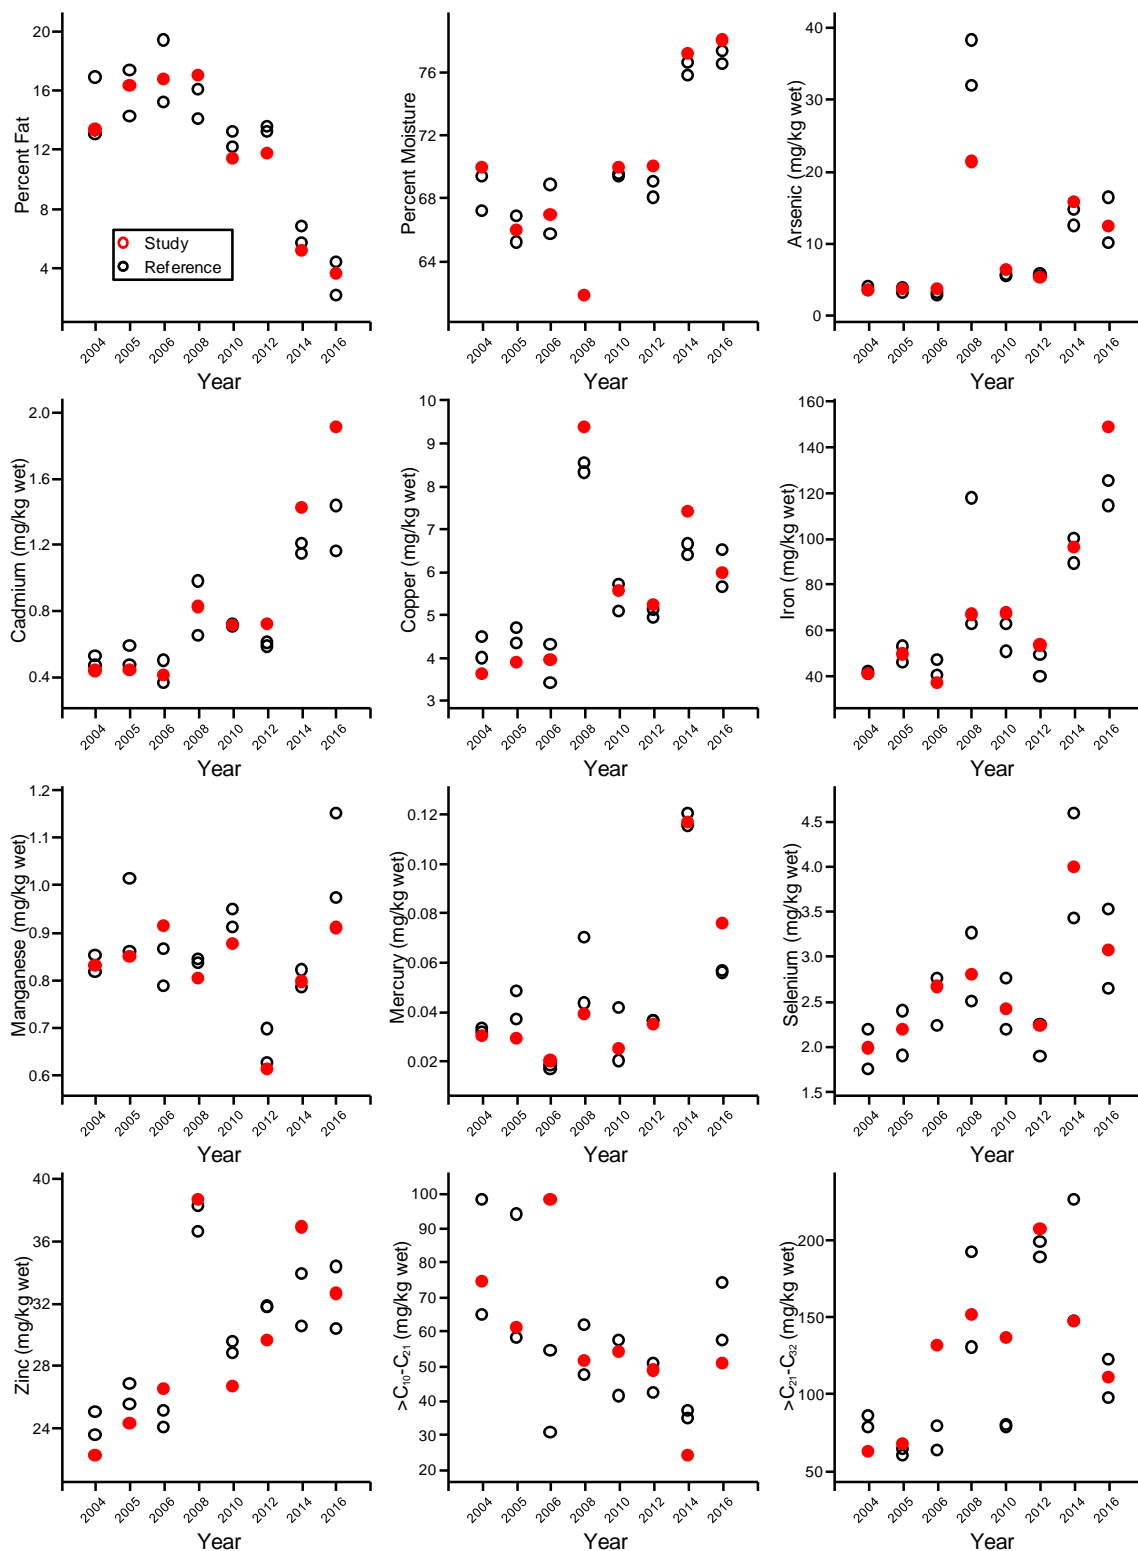 Percent Fat
20
16
12
8
4
Study
Reference
2004 2005 2006 2008 2010 2012 2014 2016
Year
Percent Moisture
76
72
68
64
2004 2005 2006 2008 2010 2012 2014 2016
Year
Arsenic (mg/kg wet)
40
30
20
10
0
2004 2005 2006 2008 2010 2012 2014 2016
Year
Cadmium (mg/kg wet)
2.0
1.6
1.2
0.8
0.4
2004 2005 2006 2008 2010 2012 2014 2016
Year
Copper (mg/kg wet)
10
9
8
7
6
5
4
3
2004 2005 2006 2008 2010 2012 2014 2016
Year
Iron (mg/kg wet)
160
140
120
100
80
60
40
2004 2005 2006 2008 2010 2012 2014 2016
Year
Manganese (mg/kg wet)
1.2
1.1
1.0
0.9
0.8
0.7
0.6
2004 2005 2006 2008 2010 2012 2014 2016
Year
Mercury (mg/kg wet)
0.12
0.10
0.08
0.06
0.04
0.02
2004 2005 2006 2008 2010 2012 2014 2016
Year
Selenium (mg/kg wet)
4.5
4.0
3.5
3.0
2.5
2.0
1.5
2004 2005 2006 2008 2010 2012 2014 2016
Year
Zinc (mg/kg wet)
40
36
32
28
24
2004 2005 2006 2008 2010 2012 2014 2016
Year
>C10-C21 (mg/kg wet)
100
90
80
70
60
50
40
30
20
2004 2005 2006 2008 2010 2012 2014 2016
Year
>C21-C32 (mg/kg wet)
200
150
100
50
2004 2005 2006 2008 2010 2012 2014 2016
Year